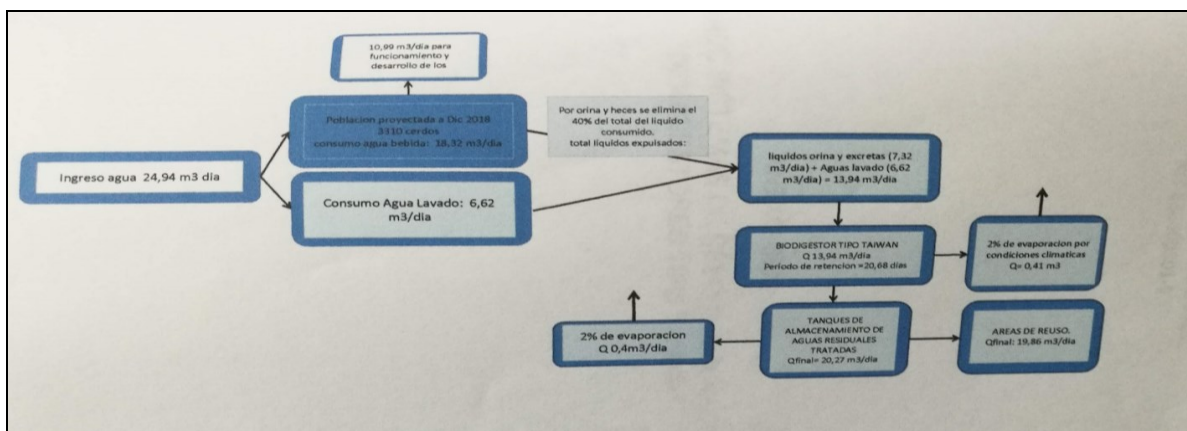 10,99 m3/dia para
funcionamiento y
desarrollo de los
Poblacion proyectada a Dic 2018
3310 cerdos
consumo agua bebida: 18,32 m3/dia
Por orina y heces se elimina el
40% del total del liquido
consumido.
total liquidos expulsados:
Ingreso agua 24,94 m3 dia
Consumo Agua Lavado: 6,62
m3/dia
liquidos orina y excretas (7,32
m3/dia) + Aguas lavado (6,62
m3/dia) = 13,94 m3/dia
BIODIGESTOR TIPO TAIWAN
Q 13,94 m3/dia
Periodo de retencion =20,68 dias
2% de evaporacion por
condiciones climaticas
Q= 0,41 m3
2% de evaporacion
Q 0,4m3/dia
TANQUES DE
ALMACENAMIENTO DE
AGUAS RESIDUALES
TRATADAS
Qfinal= 20,27 m3/dia
AREAS DE REUSO.
Qfinal: 19,86 m3/dia